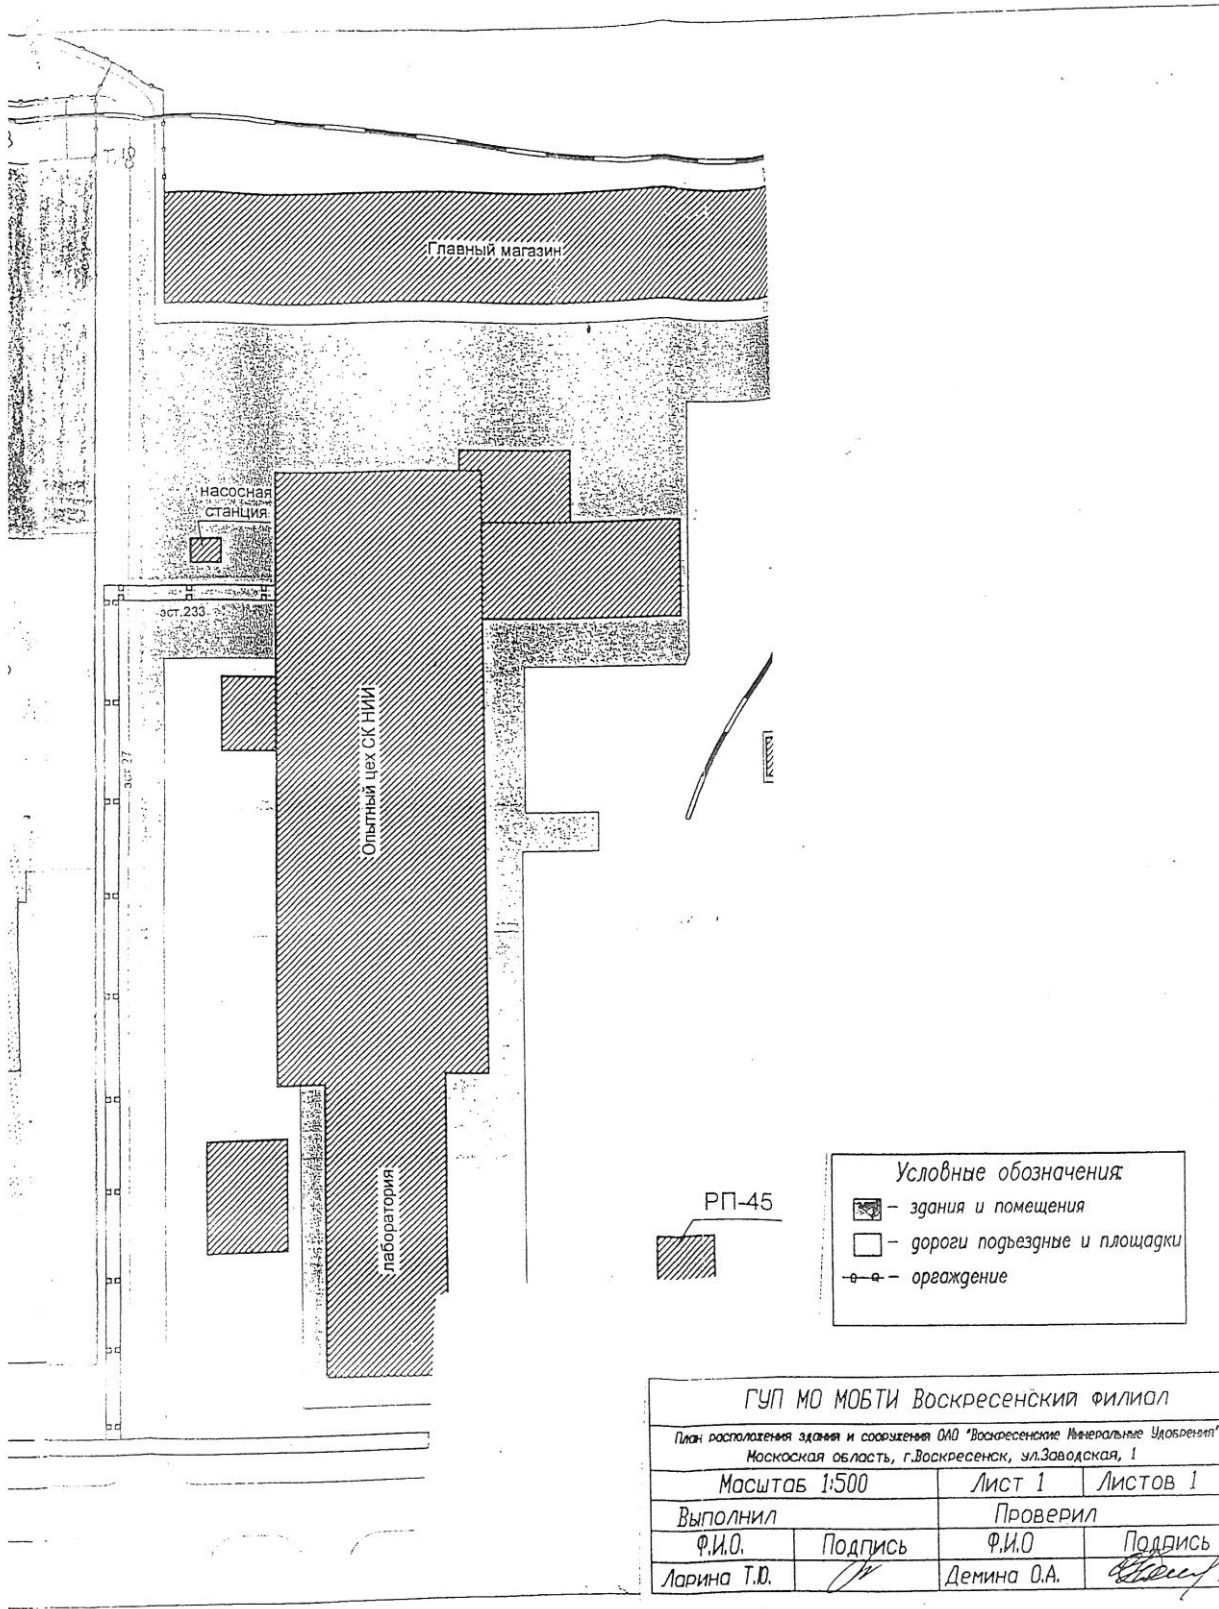 Главный магазин
насосная
станция
эст.233
эст 27
Опытный цех СК НИИ
лаборатория
РП-45
Условные обозначения:
- здания и помещения
- дороги подъездные и площадки
- оргаждение
ГУП МО МОБТИ Воскресенский филиал
План расположения здания и сооружения ОАО "Воскресенские Минеральные Удобрения"
Москоская область, г.Воскресенск, ул.Заводская, 1
Масштаб 1:500 Лист 1 Листов 1
Выполнил Проверил
Ф.И.О. Подпись Ф.И.О Подпись
Ларина Т.Ю. Демина О.А.